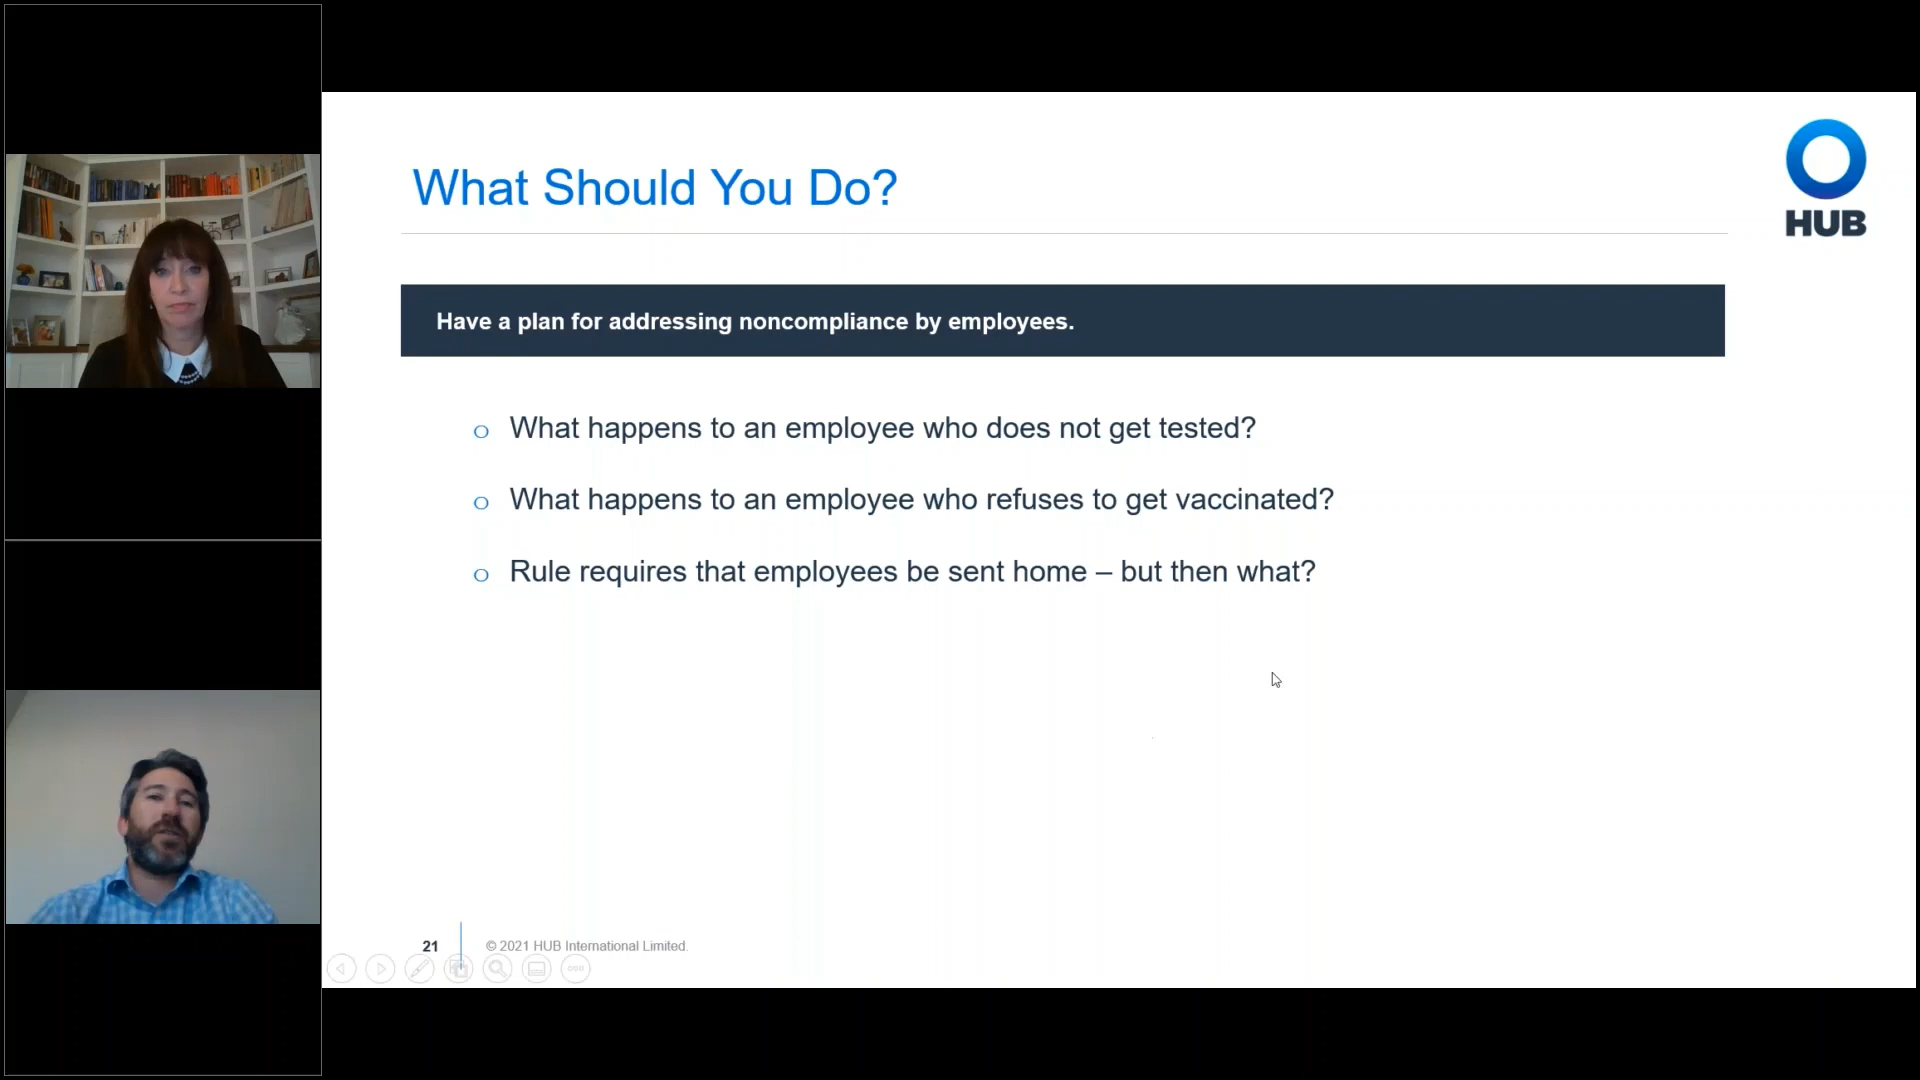 What Should You Do?
HUB
Have a plan for addressing noncompliance by employees.
o What happens to an employee who does not get tested?
o What happens to an employee who refuses to get vaccinated?
o Rule requires that employees be sent home – but then what?
21
© 2021 HUB International Limited.